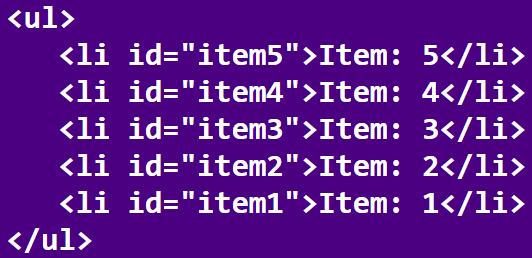 <ul>
   <li id="item5">Item: 5</li>
   <li id="item4">Item: 4</li>
   <li id="item3">Item: 3</li>
   <li id="item2">Item: 2</li>
   <li id="item1">Item: 1</li>
</ul>